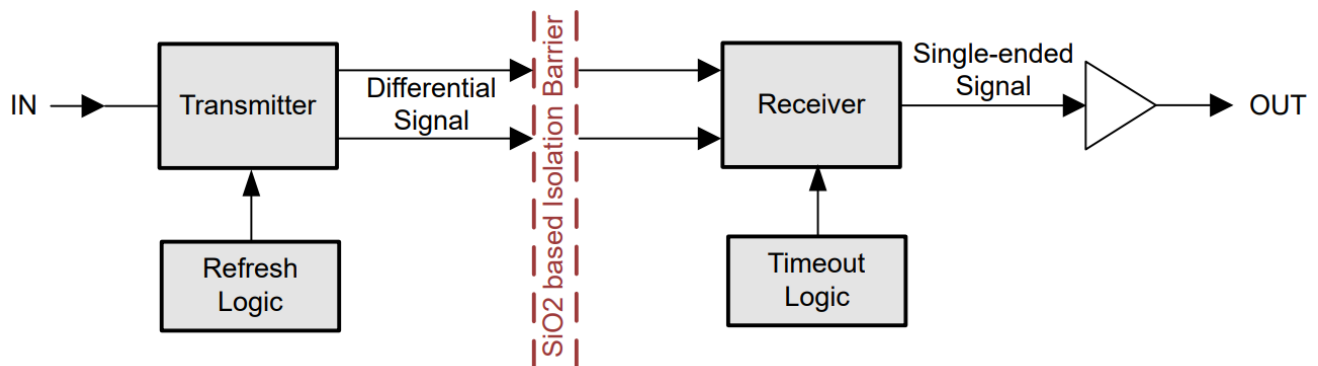 IN
Transmitter
Differential
Signal
SiO2 based Isolation Barrier
Receiver
Single-ended
Signal
OUT
Refresh
Logic
Timeout
Logic